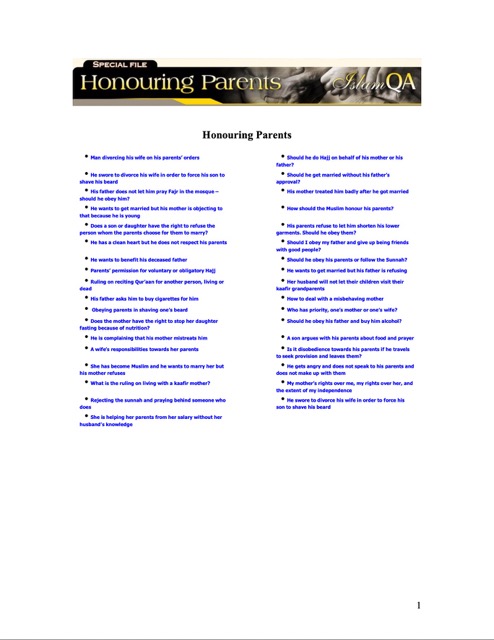 SPECIAL FILE
Honouring Parents
IslamQA
Honouring Parents
• Man divorcing his wife on his parents' orders
• He swore to divorce his wife in order to force his son to
shave his beard
• His father does not let him pray Fajr in the mosque –
should he obey him?
• He wants to get married but his mother is objecting to
that because he is young
• Does a son or daughter have the right to refuse the
person whom the parents choose for them to marry?
• He has a clean heart but he does not respect his parents
• He wants to benefit his deceased father
• Parents' permission for voluntary or obligatory Hajj
• Ruling on reciting Qur'aan for another person, living or
dead
• His father asks him to buy cigarettes for him
• Obeying parents in shaving one's beard
• Does the mother have the right to stop her daughter
fasting because of nutrition?
• He is complaining that his mother mistreats him
• A wife's responsibilities towards her parents
• She has become Muslim and he wants to marry her but
his mother refuses
• What is the ruling on living with a kaafir mother?
• Rejecting the sunnah and praying behind someone who
does
• She is helping her parents from her salary without her
husband's knowledge
• Should he do Hajj on behalf of his mother or his
father?
• Should he get married without his father's
approval?
• His mother treated him badly after he got married
• How should the Muslim honour his parents?
• His parents refuse to let him shorten his lower
garments. Should he obey them?
• Should I obey my father and give up being friends
with good people?
• Should he obey his parents or follow the Sunnah?
• He wants to get married but his father is refusing
• Her husband will not let their children visit their
kaafir grandparents
• How to deal with a misbehaving mother
• Who has priority, one's mother or one's wife?
• Should he obey his father and buy him alcohol?
• A son argues with his parents about food and prayer
• Is it disobedience towards his parents if he travels
to seek provision and leaves them?
• He gets angry and does not speak to his parents and
does not make up with them
• My mother's rights over me, my rights over her, and
the extent of my independence
• He swore to divorce his wife in order to force his
son to shave his beard
1